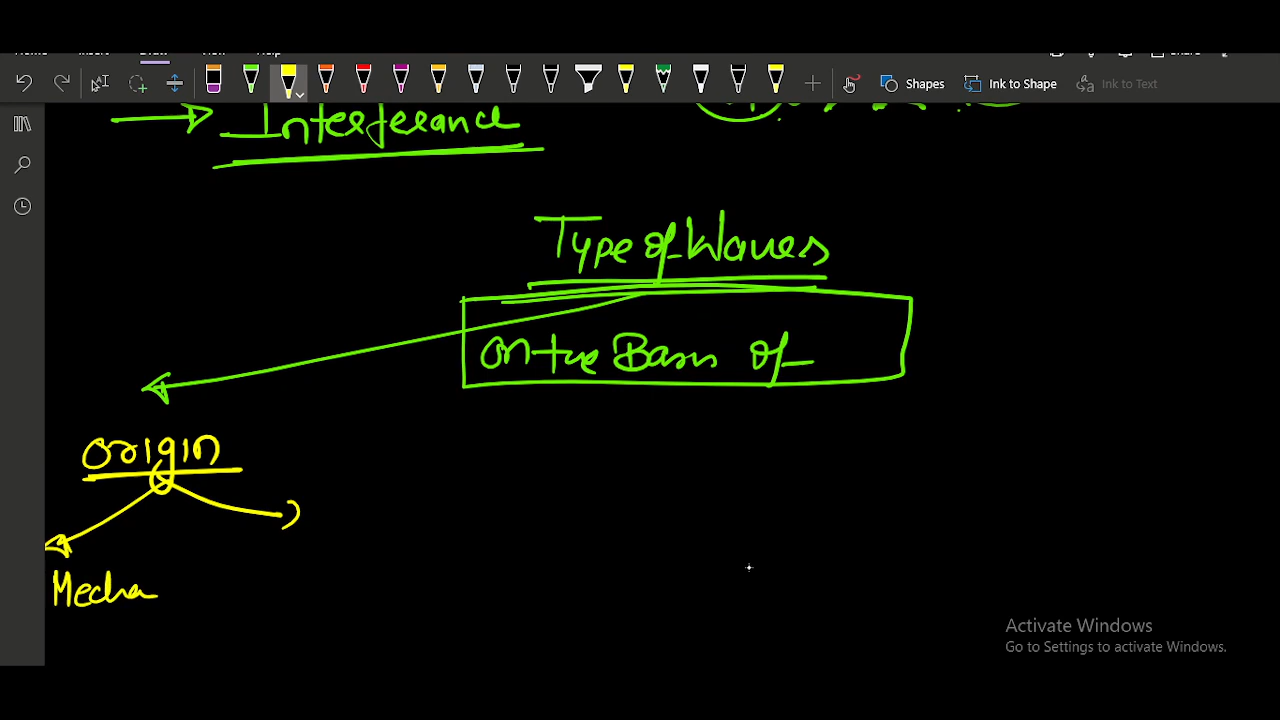 Shapes
Ink to Shape
Ink to Text
Interferance
Type of Waves
on the Basis of
origin
Mecha
Activate Windows
Go to Settings to activate Windows.